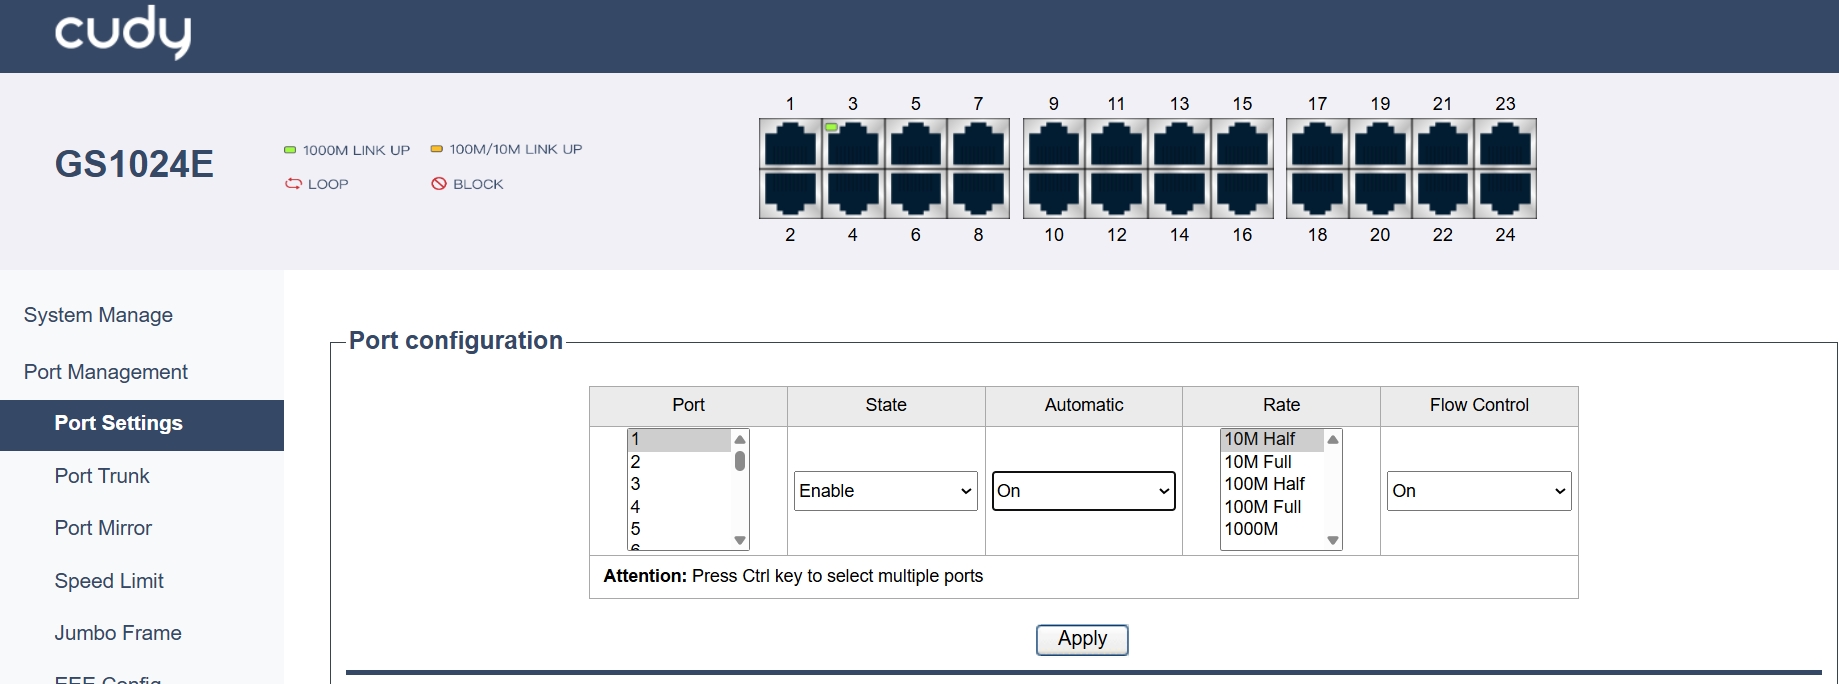 cudy
1 3 5 7 9 11 13 15 17 19 21 23
GS1024E
1000M LINK UP 100M/10M LINK UP
LOOP BLOCK
2 4 6 8 10 12 14 16 18 20 22 24
System Manage
Port Management
Port Settings
Port Trunk
Port Mirror
Speed Limit
Jumbo Frame
EEE Config
Port configuration
Port State Automatic Rate Flow Control
1
2
3
4
5
6
Enable
On
10M Half
10M Full
100M Half
100M Full
1000M
On
Attention: Press Ctrl key to select multiple ports
Apply